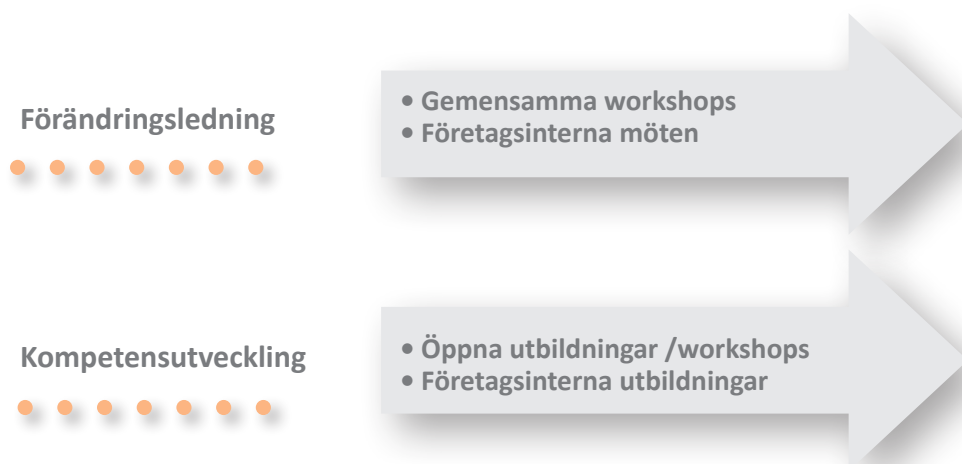 Förändringsledning
• Gemensamma workshops
• Företagsinterna möten
Kompetensutveckling
• Öppna utbildningar /workshops
• Företagsinterna utbildningar